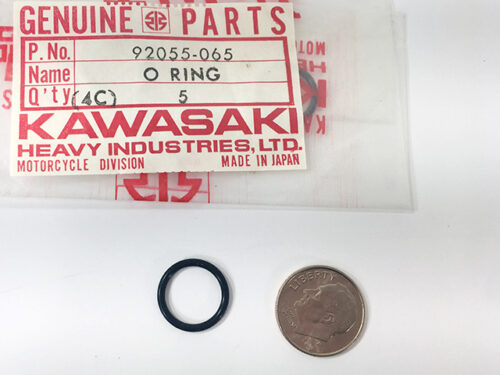 GENUINE PARTS
P. No. 92055-065
Name O RING
Q'ty (4C) 5
KAWASAKI
HEAVY INDUSTRIES, LTD.
MOTORCYCLE DIVISION MADE IN JAPAN
LIBERTY